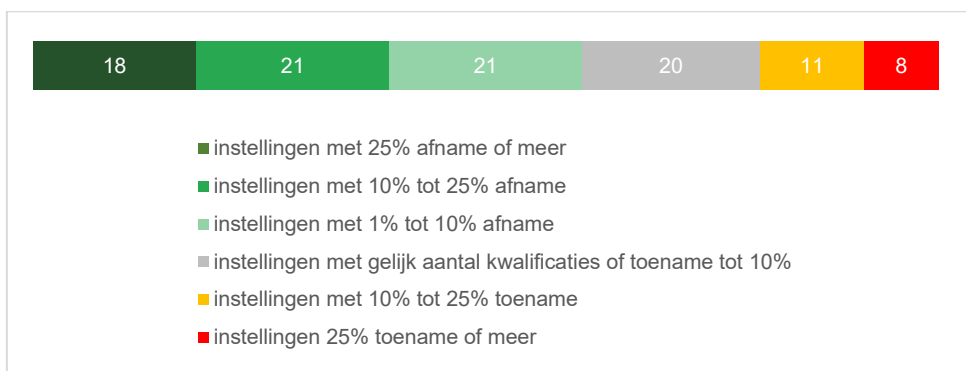 18 21 21 20 11 8
instellingen met 25% afname of meer
instellingen met 10% tot 25% afname
instellingen met 1% tot 10% afname
instellingen met gelijk aantal kwalificaties of toename tot 10%
instellingen met 10% tot 25% toename
instellingen 25% toename of meer